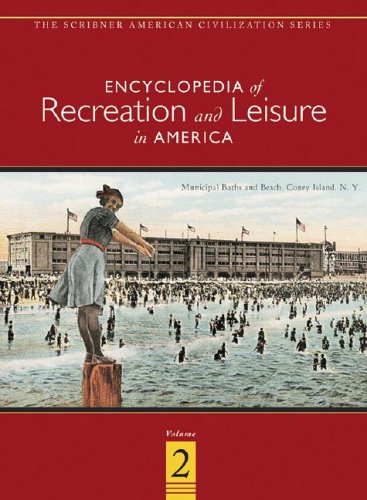 THE SCRIBNER AMERICAN CIVILIZATION SERIES
ENCYCLOPEDIA of
Recreation and Leisure
in AMERICA
Municipal Baths and Beach, Coney Island, N. Y.
Volume
2